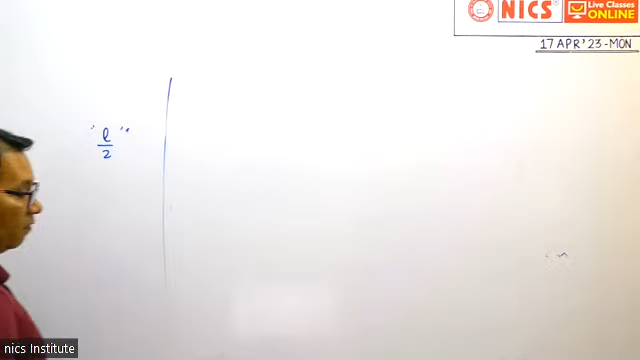 NICS
Live Classes
ONLINE
17 APR'23-MON
" ℓ "
2
nics Institute